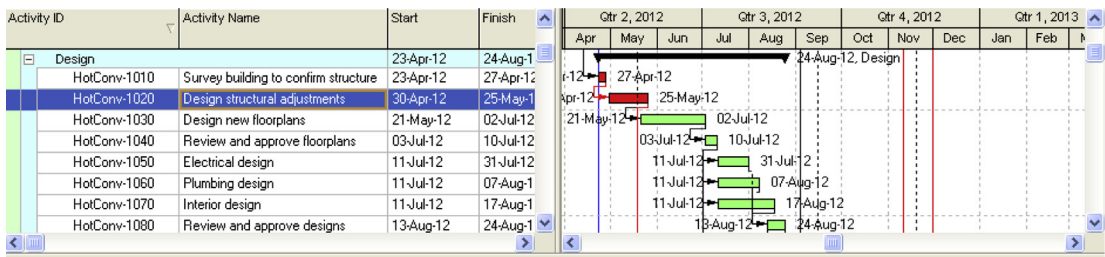 Activity ID Activity Name Start Finish Qtr 2, 2012 Qtr 3, 2012 Qtr 4, 2012 Qtr 1, 2013
Apr May Jun Jul Aug Sep Oct Nov Dec Jan Feb
Design 23-Apr-12 24-Aug-1 24-Aug-12, Design
HotConv-1010 Survey building to confirm structure 23-Apr-12 27-Apr-12 r-12 27-Apr-12
HotConv-1020 Design structural adjustments 30-Apr-12 25-May-1 Apr-12 25-May-12
HotConv-1030 Design new floorplans 21-May-12 02-Jul-12 21-May-12 02-Jul-12
HotConv-1040 Review and approve floorplans 03-Jul-12 10-Jul-12 03-Jul-12 10-Jul-12
HotConv-1050 Electrical design 11-Jul-12 31-Jul-12 11-Jul-12 31-Jul-12
HotConv-1060 Plumbing design 11-Jul-12 07-Aug-1 11-Jul-12 07-Aug-12
HotConv-1070 Interior design 11-Jul-12 17-Aug-1 11-Jul-12 17-Aug-12
HotConv-1080 Review and approve designs 13-Aug-12 24-Aug-1 13-Aug-12 24-Aug-12